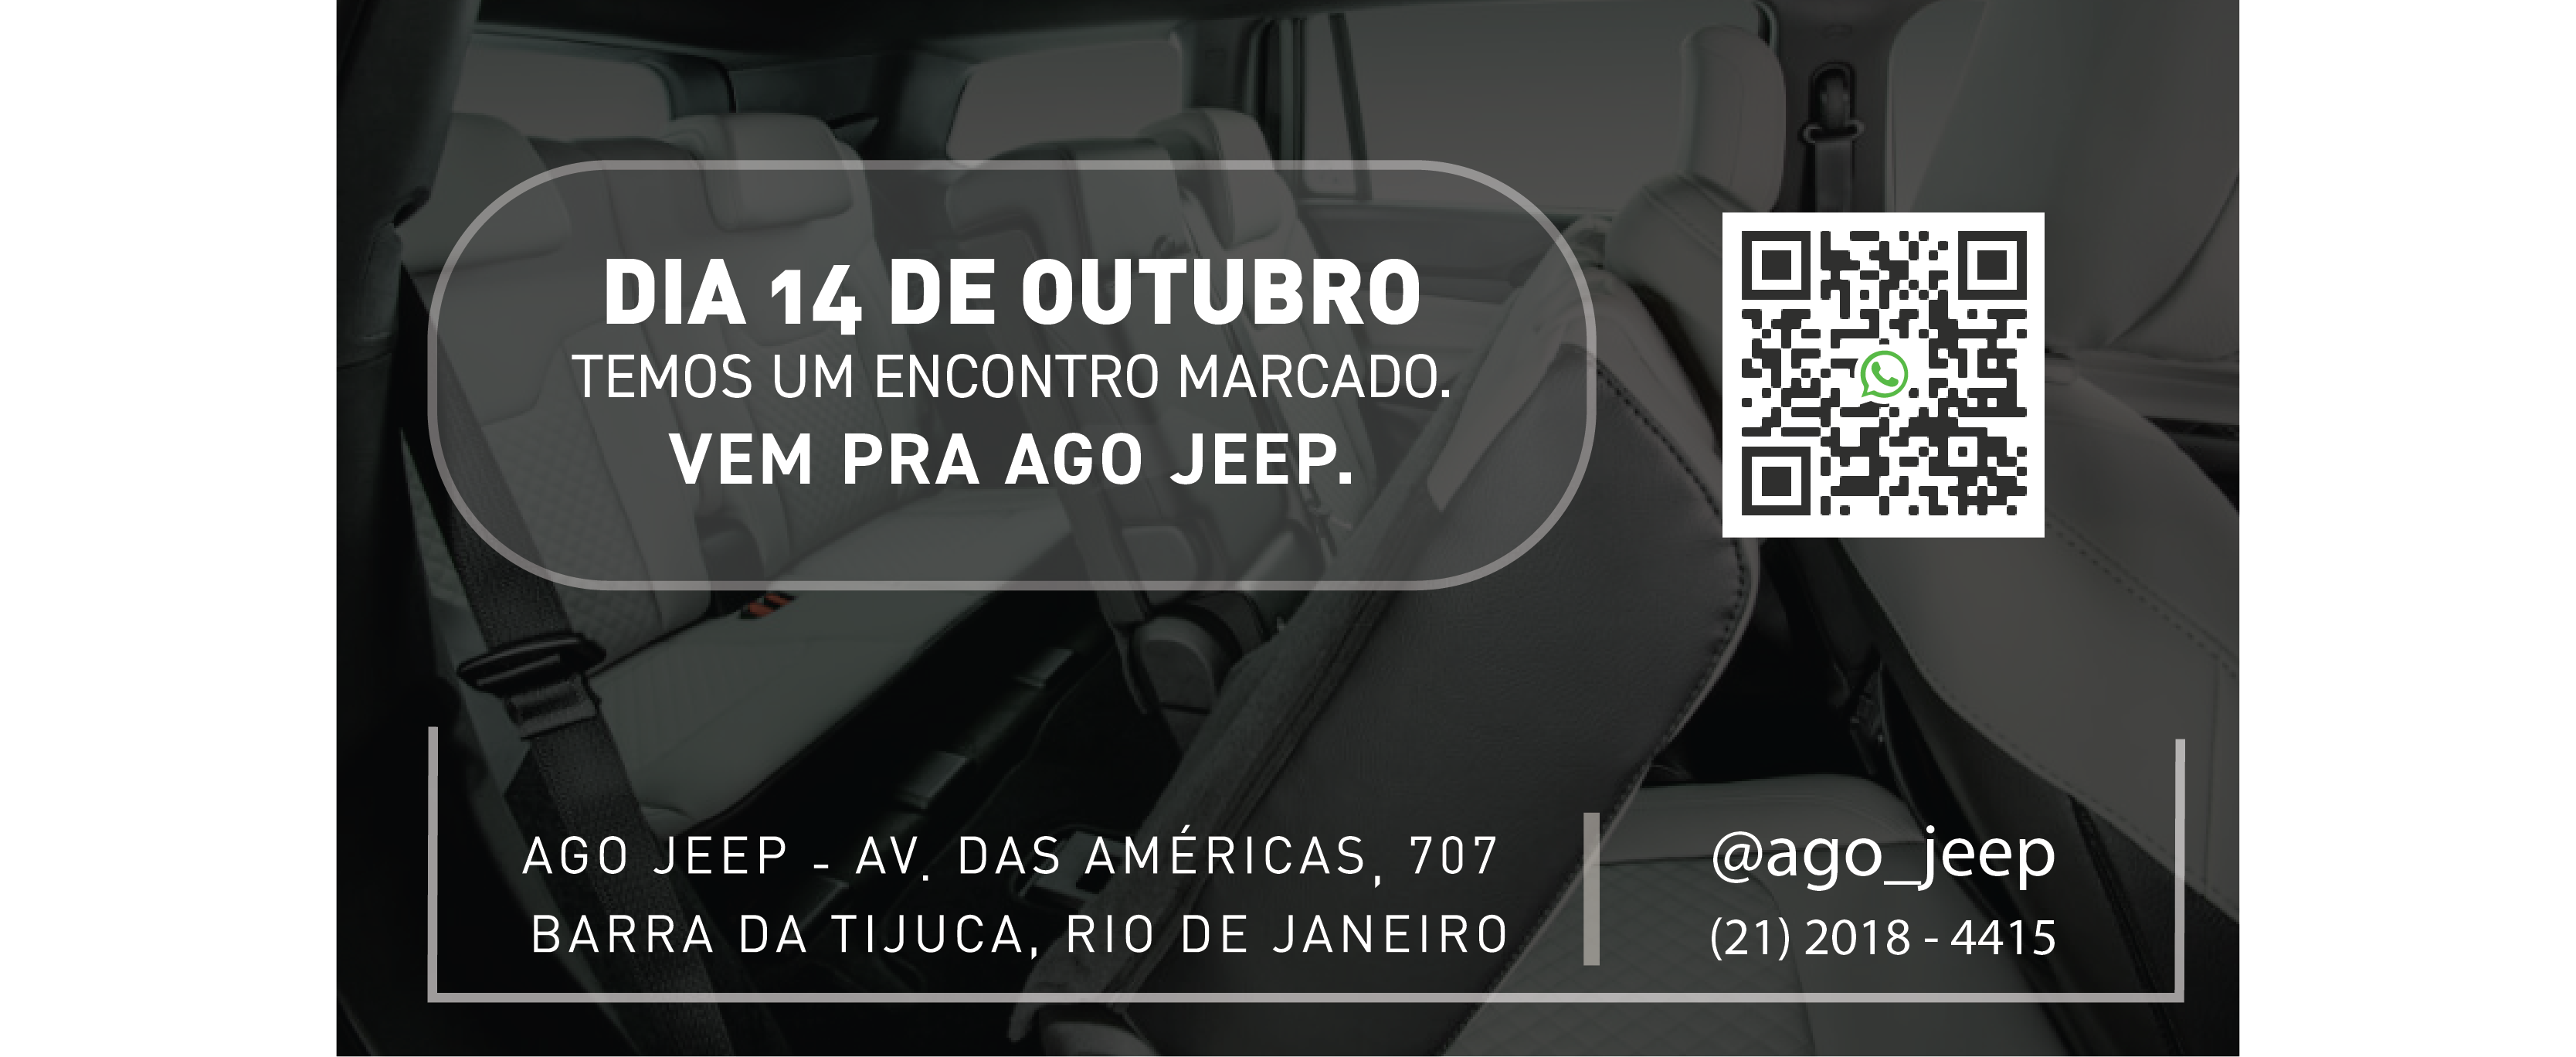 DIA 14 DE OUTUBRO
TEMOS UM ENCONTRO MARCADO.
VEM PRA AGO JEEP.
AGO JEEP - AV. DAS AMÉRICAS, 707
BARRA DA TIJUCA, RIO DE JANEIRO
@ago_jeep
(21) 2018 - 4415